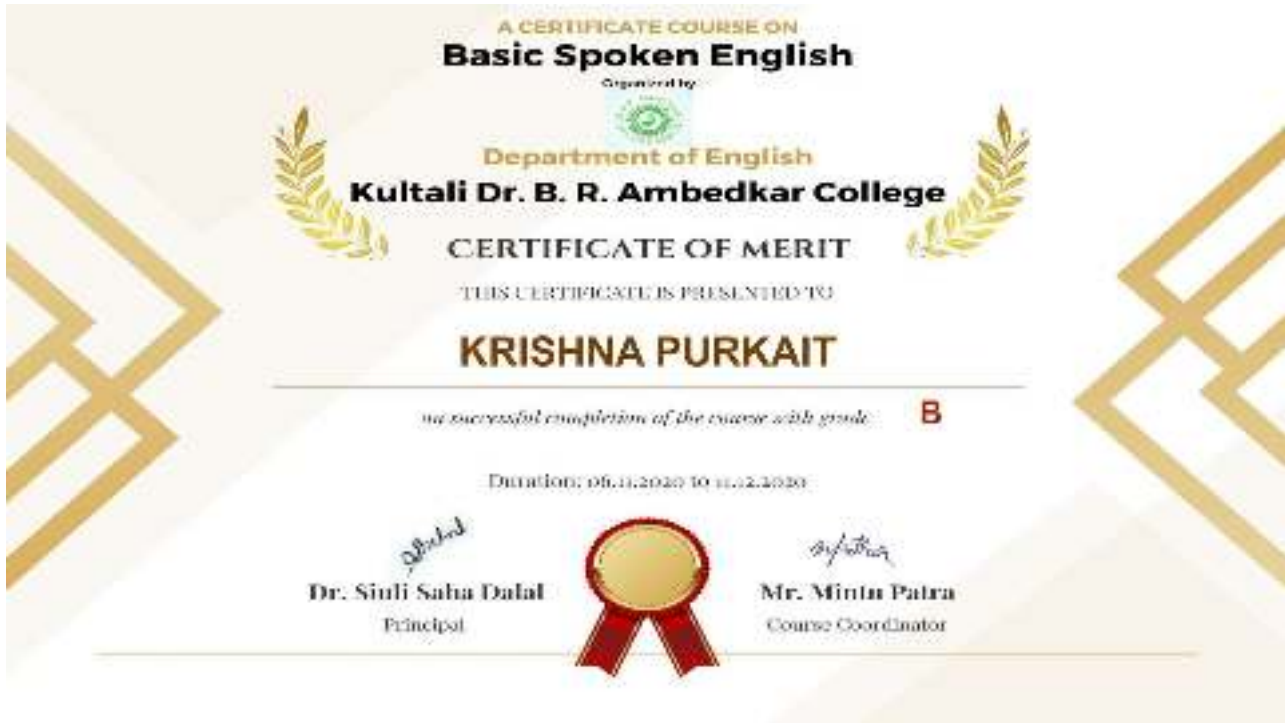 A CERTIFICATE COURSE ON
Basic Spoken English
Organized by
Department of English
Kultali Dr. B. R. Ambedkar College
CERTIFICATE OF MERIT
THIS CERTIFICATE IS PRESENTED TO
KRISHNA PURKAIT
on successful completion of the course with grade B
Duration: 06.11.2020 to 11.12.2020
Dr. Siuli Saha Dalal Mr. Mintu Patra
Principal Course Coordinator